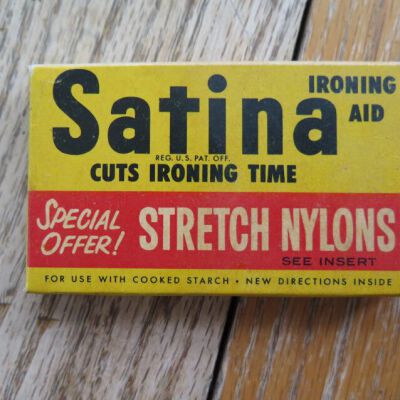 Satina
IRONING
AID
REG. U.S. PAT. OFF.
CUTS IRONING TIME
SPECIAL
OFFER!
STRETCH NYLONS
SEE INSERT
FOR USE WITH COOKED STARCH • NEW DIRECTIONS INSIDE